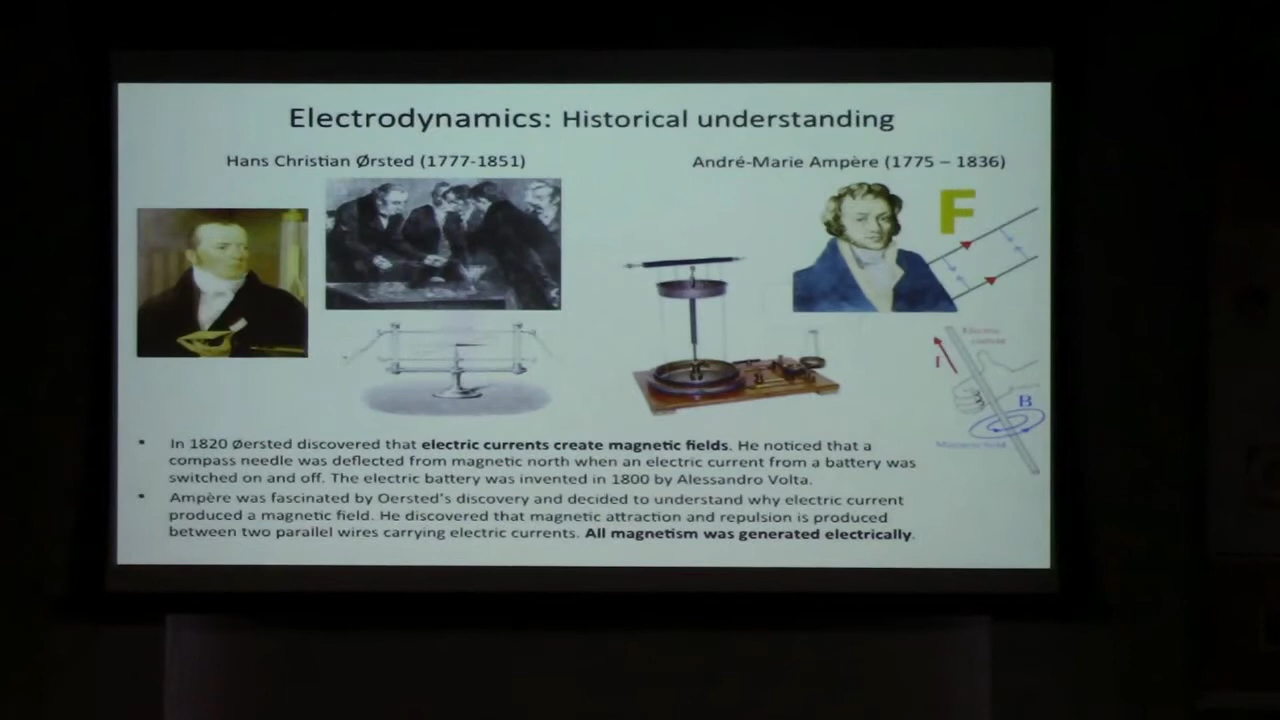 Electrodynamics: Historical understanding
Hans Christian Ørsted (1777-1851)
André-Marie Ampère (1775 – 1836)
F
Electric
I
B
Magnetic field
• In 1820 Øersted discovered that electric currents create magnetic fields. He noticed that a
compass needle was deflected from magnetic north when an electric current from a battery was
switched on and off. The electric battery was invented in 1800 by Alessandro Volta.
• Ampère was fascinated by Oersted's discovery and decided to understand why electric current
produced a magnetic field. He discovered that magnetic attraction and repulsion is produced
between two parallel wires carrying electric currents. All magnetism was generated electrically.